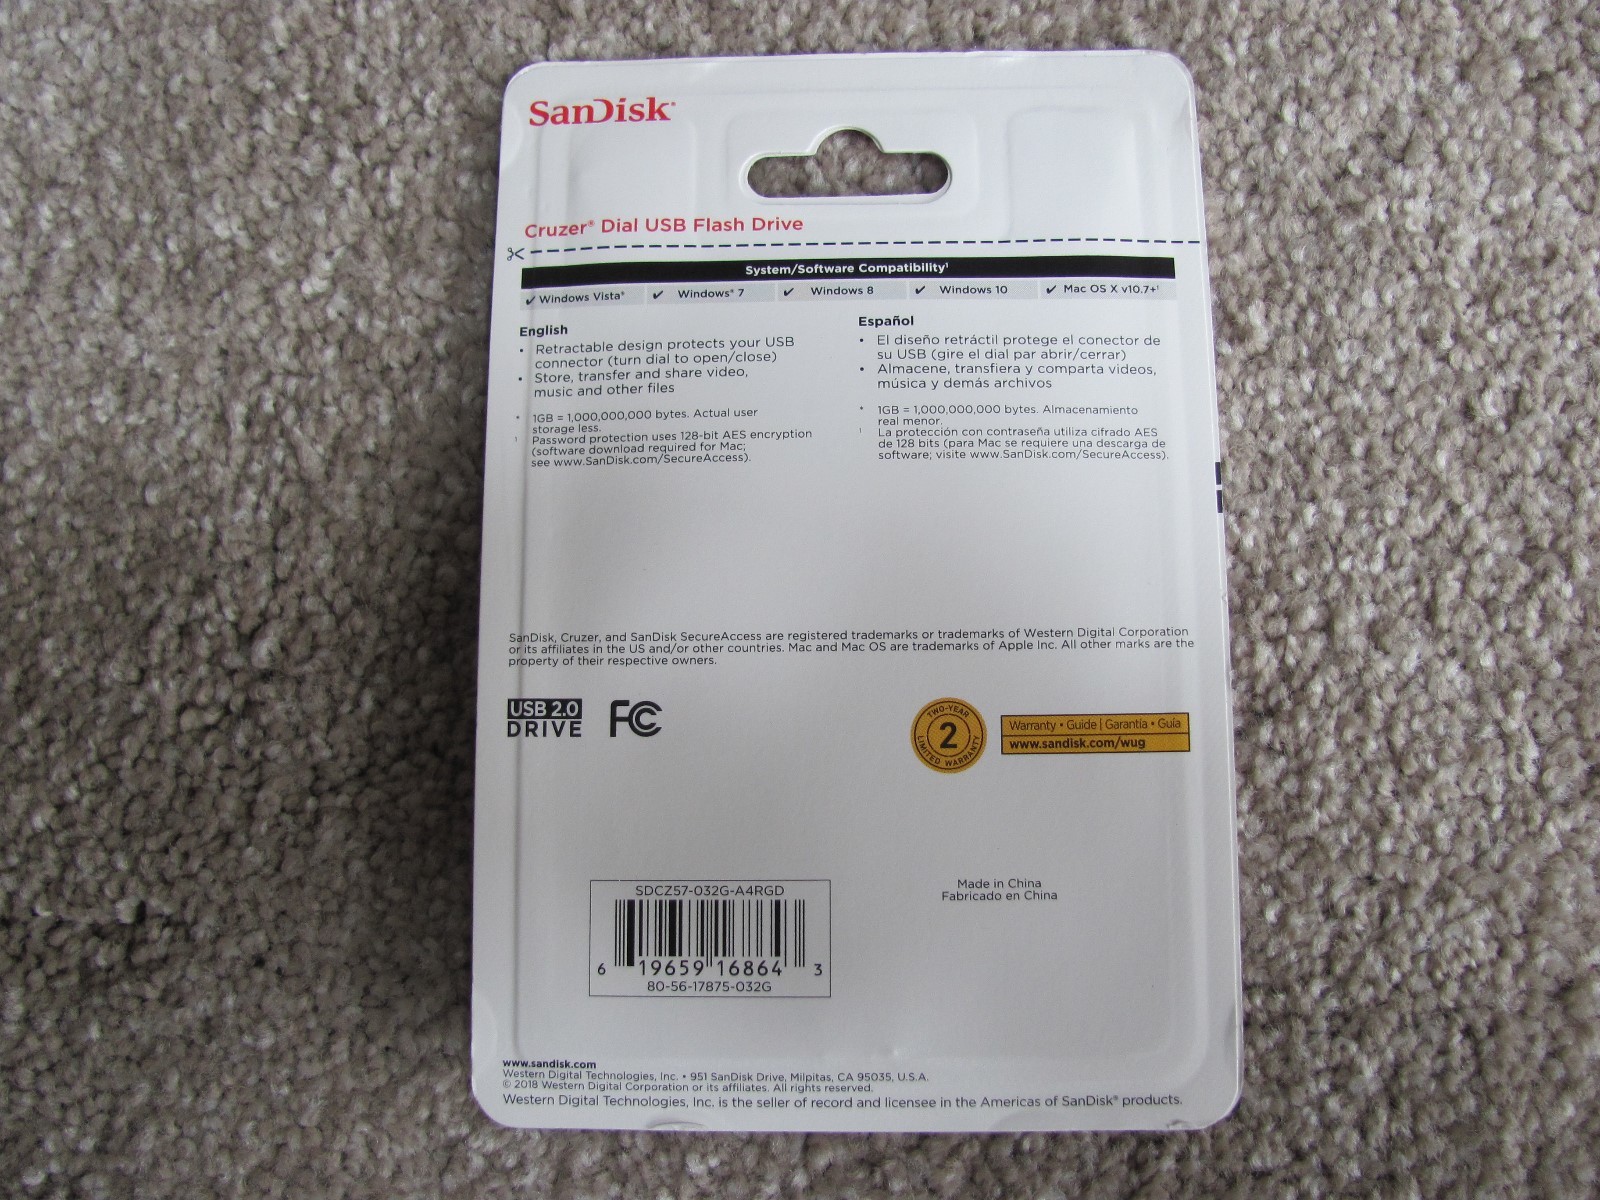 SanDisk®
Cruzer® Dial USB Flash Drive
System/Software Compatibility¹
✔ Windows Vista® ✔ Windows® 7 ✔ Windows 8 ✔ Windows 10 ✔ Mac OS X v10.7+¹
English
• Retractable design protects your USB
connector (turn dial to open/close)
• Store, transfer and share video,
music and other files
* 1GB = 1,000,000,000 bytes. Actual user
storage less.
¹ Password protection uses 128-bit AES encryption
(software download required for Mac;
see www.SanDisk.com/SecureAccess).
Español
• El diseño retráctil protege el conector de
su USB (gire el dial par abrir/cerrar)
• Almacene, transfiera y comparta videos,
música y demás archivos
* 1GB = 1,000,000,000 bytes. Almacenamiento
real menor.
¹ La protección con contraseña utiliza cifrado AES
de 128 bits (para Mac se requiere una descarga de
software; visite www.SanDisk.com/SecureAccess).
SanDisk, Cruzer, and SanDisk SecureAccess are registered trademarks or trademarks of Western Digital Corporation
or its affiliates in the US and/or other countries. Mac and Mac OS are trademarks of Apple Inc. All other marks are the
property of their respective owners.
USB 2.0
DRIVE
FC
TWO-YEAR
2
LIMITED WARRANTY
Warranty • Guide | Garantía • Guía
www.sandisk.com/wug
SDCZ57-032G-A4RGD
6 19659 16864 3
80-56-17875-032G
Made in China
Fabricado en China
www.sandisk.com
Western Digital Technologies, Inc. • 951 SanDisk Drive, Milpitas, CA 95035, U.S.A.
© 2018 Western Digital Corporation or its affiliates. All rights reserved.
Western Digital Technologies, Inc. is the seller of record and licensee in the Americas of SanDisk® products.